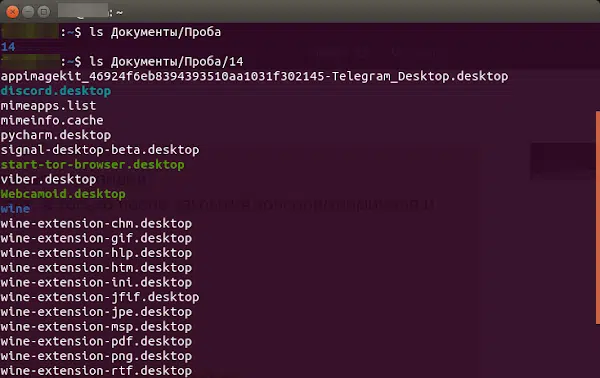 :~
:~$ ls Документы/Проба
14
:~$ ls Документы/Проба/14
appimagekit_46924f6eb8394393510aa1031f302145-Telegram_Desktop.desktop
discord.desktop
mimeapps.list
mimeinfo.cache
pycharm.desktop
signal-desktop-beta.desktop
start-tor-browser.desktop
viber.desktop
Webcamoid.desktop
wine
wine-extension-chm.desktop
wine-extension-gif.desktop
wine-extension-hlp.desktop
wine-extension-htm.desktop
wine-extension-ini.desktop
wine-extension-jfif.desktop
wine-extension-jpe.desktop
wine-extension-msp.desktop
wine-extension-pdf.desktop
wine-extension-png.desktop
wine-extension-rtf.desktop